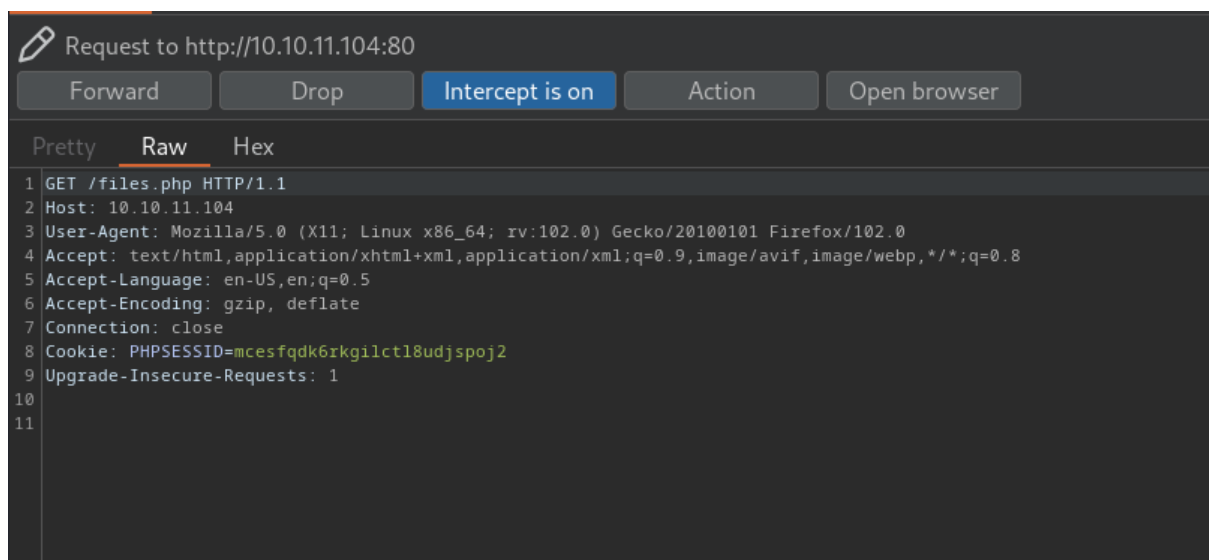 Request to http://10.10.11.104:80
Forward Drop Intercept is on Action Open browser
Pretty Raw Hex
1 GET /files.php HTTP/1.1
2 Host: 10.10.11.104
3 User-Agent: Mozilla/5.0 (X11; Linux x86_64; rv:102.0) Gecko/20100101 Firefox/102.0
4 Accept: text/html,application/xhtml+xml,application/xml;q=0.9,image/avif,image/webp,*/*;q=0.8
5 Accept-Language: en-US,en;q=0.5
6 Accept-Encoding: gzip, deflate
7 Connection: close
8 Cookie: PHPSESSID=mcesfqdk6rkgilctl8udjspoj2
9 Upgrade-Insecure-Requests: 1
10
11